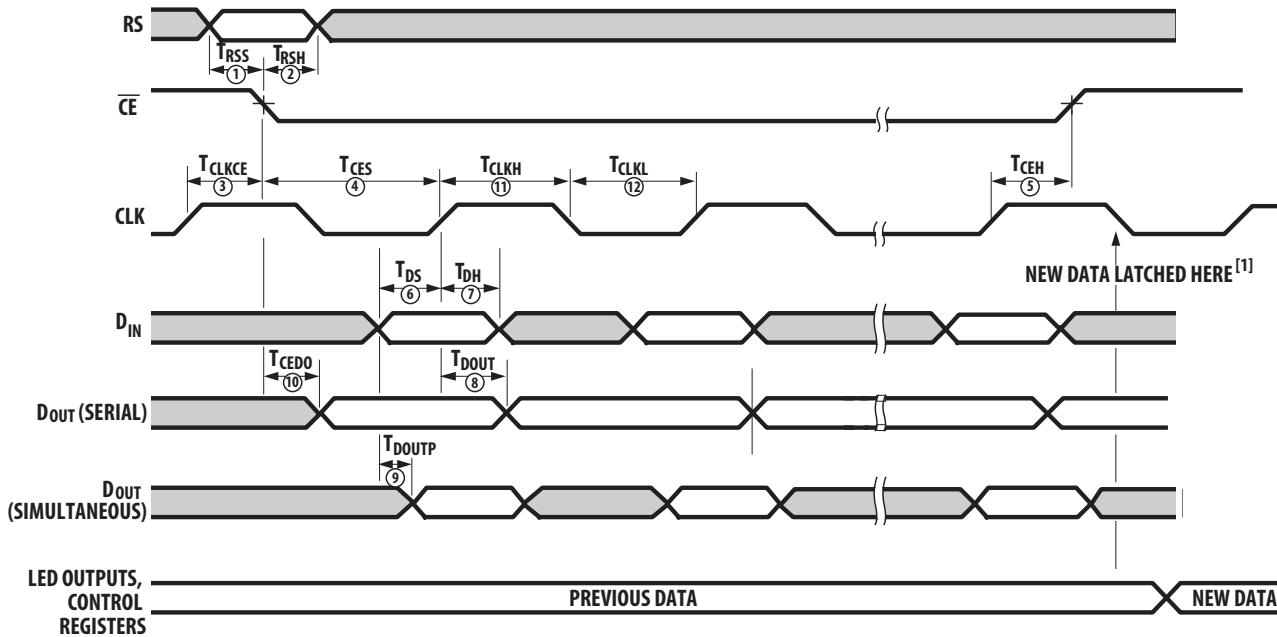 RS
TRSS TRSH
① ②
CE
TCLKCE TCES TCLKH TCLKL TCEH
③ ④ ⑪ ⑫ ⑤
CLK
TDS TDH
⑥ ⑦
NEW DATA LATCHED HERE [1]
DIN
TCEDO TDOUT
⑩ ⑧
DOUT (SERIAL)
TDOUTP
⑨
DOUT
(SIMULTANEOUS)
LED OUTPUTS,
CONTROL
REGISTERS
PREVIOUS DATA NEW DATA